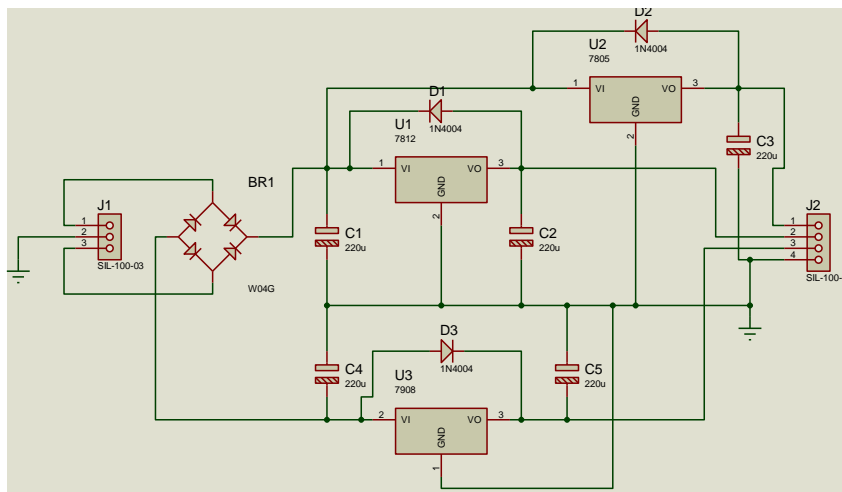 D2
1N4004
U2
7805
1
VI
VO
3
GND
2
D1
1N4004
U1
7812
1
VI
VO
3
GND
2
C3
220u
BR1
W04G
J1
1
2
3
SIL-100-03
C1
220u
C2
220u
J2
1
2
3
4
SIL-100-
D3
1N4004
C4
220u
U3
7908
2
VI
VO
3
GND
1
C5
220u